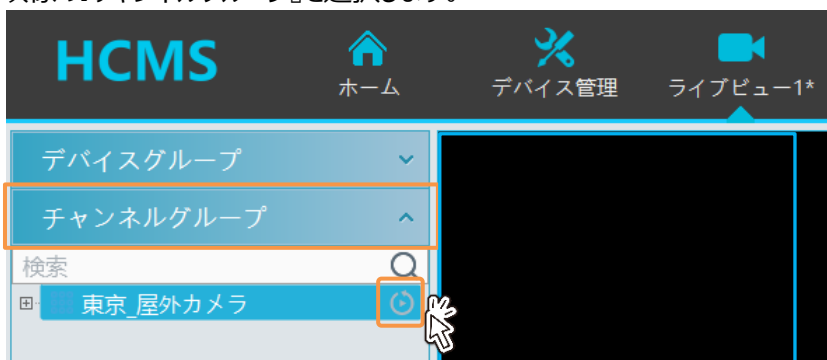 HCMS
ホーム
デバイス管理
ライブビュー1*
デバイスグループ
チャンネルグループ
検索
東京_屋外カメラ